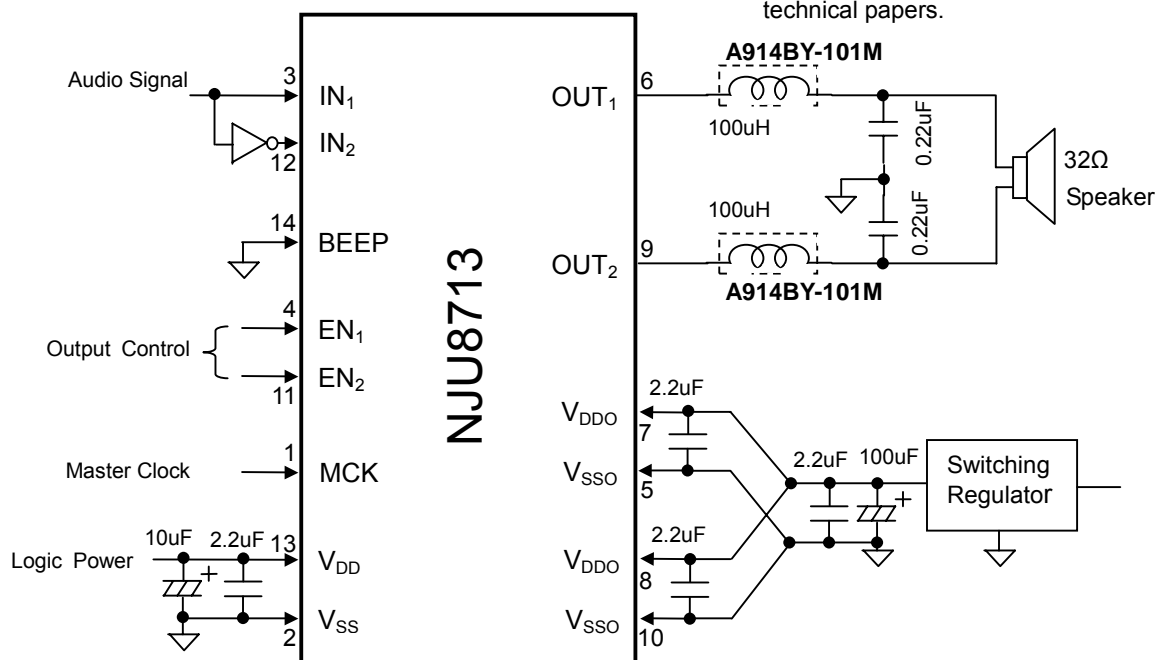 technical papers.
A914BY-101M
Audio Signal
3
IN1
OUT1
6
100uH
0.22uF
IN2
12
32Ω
Speaker
14
BEEP
100uH
0.22uF
OUT2
9
A914BY-101M
NJU8713
4
EN1
Output Control
EN2
11
2.2uF
VDDO
7
1
Master Clock
MCK
VSSO
5
2.2uF
100uF
+
Switching
Regulator
10uF
2.2uF
13
Logic Power
VDD
+
2.2uF
VDDO
8
VSS
2
VSSO
10